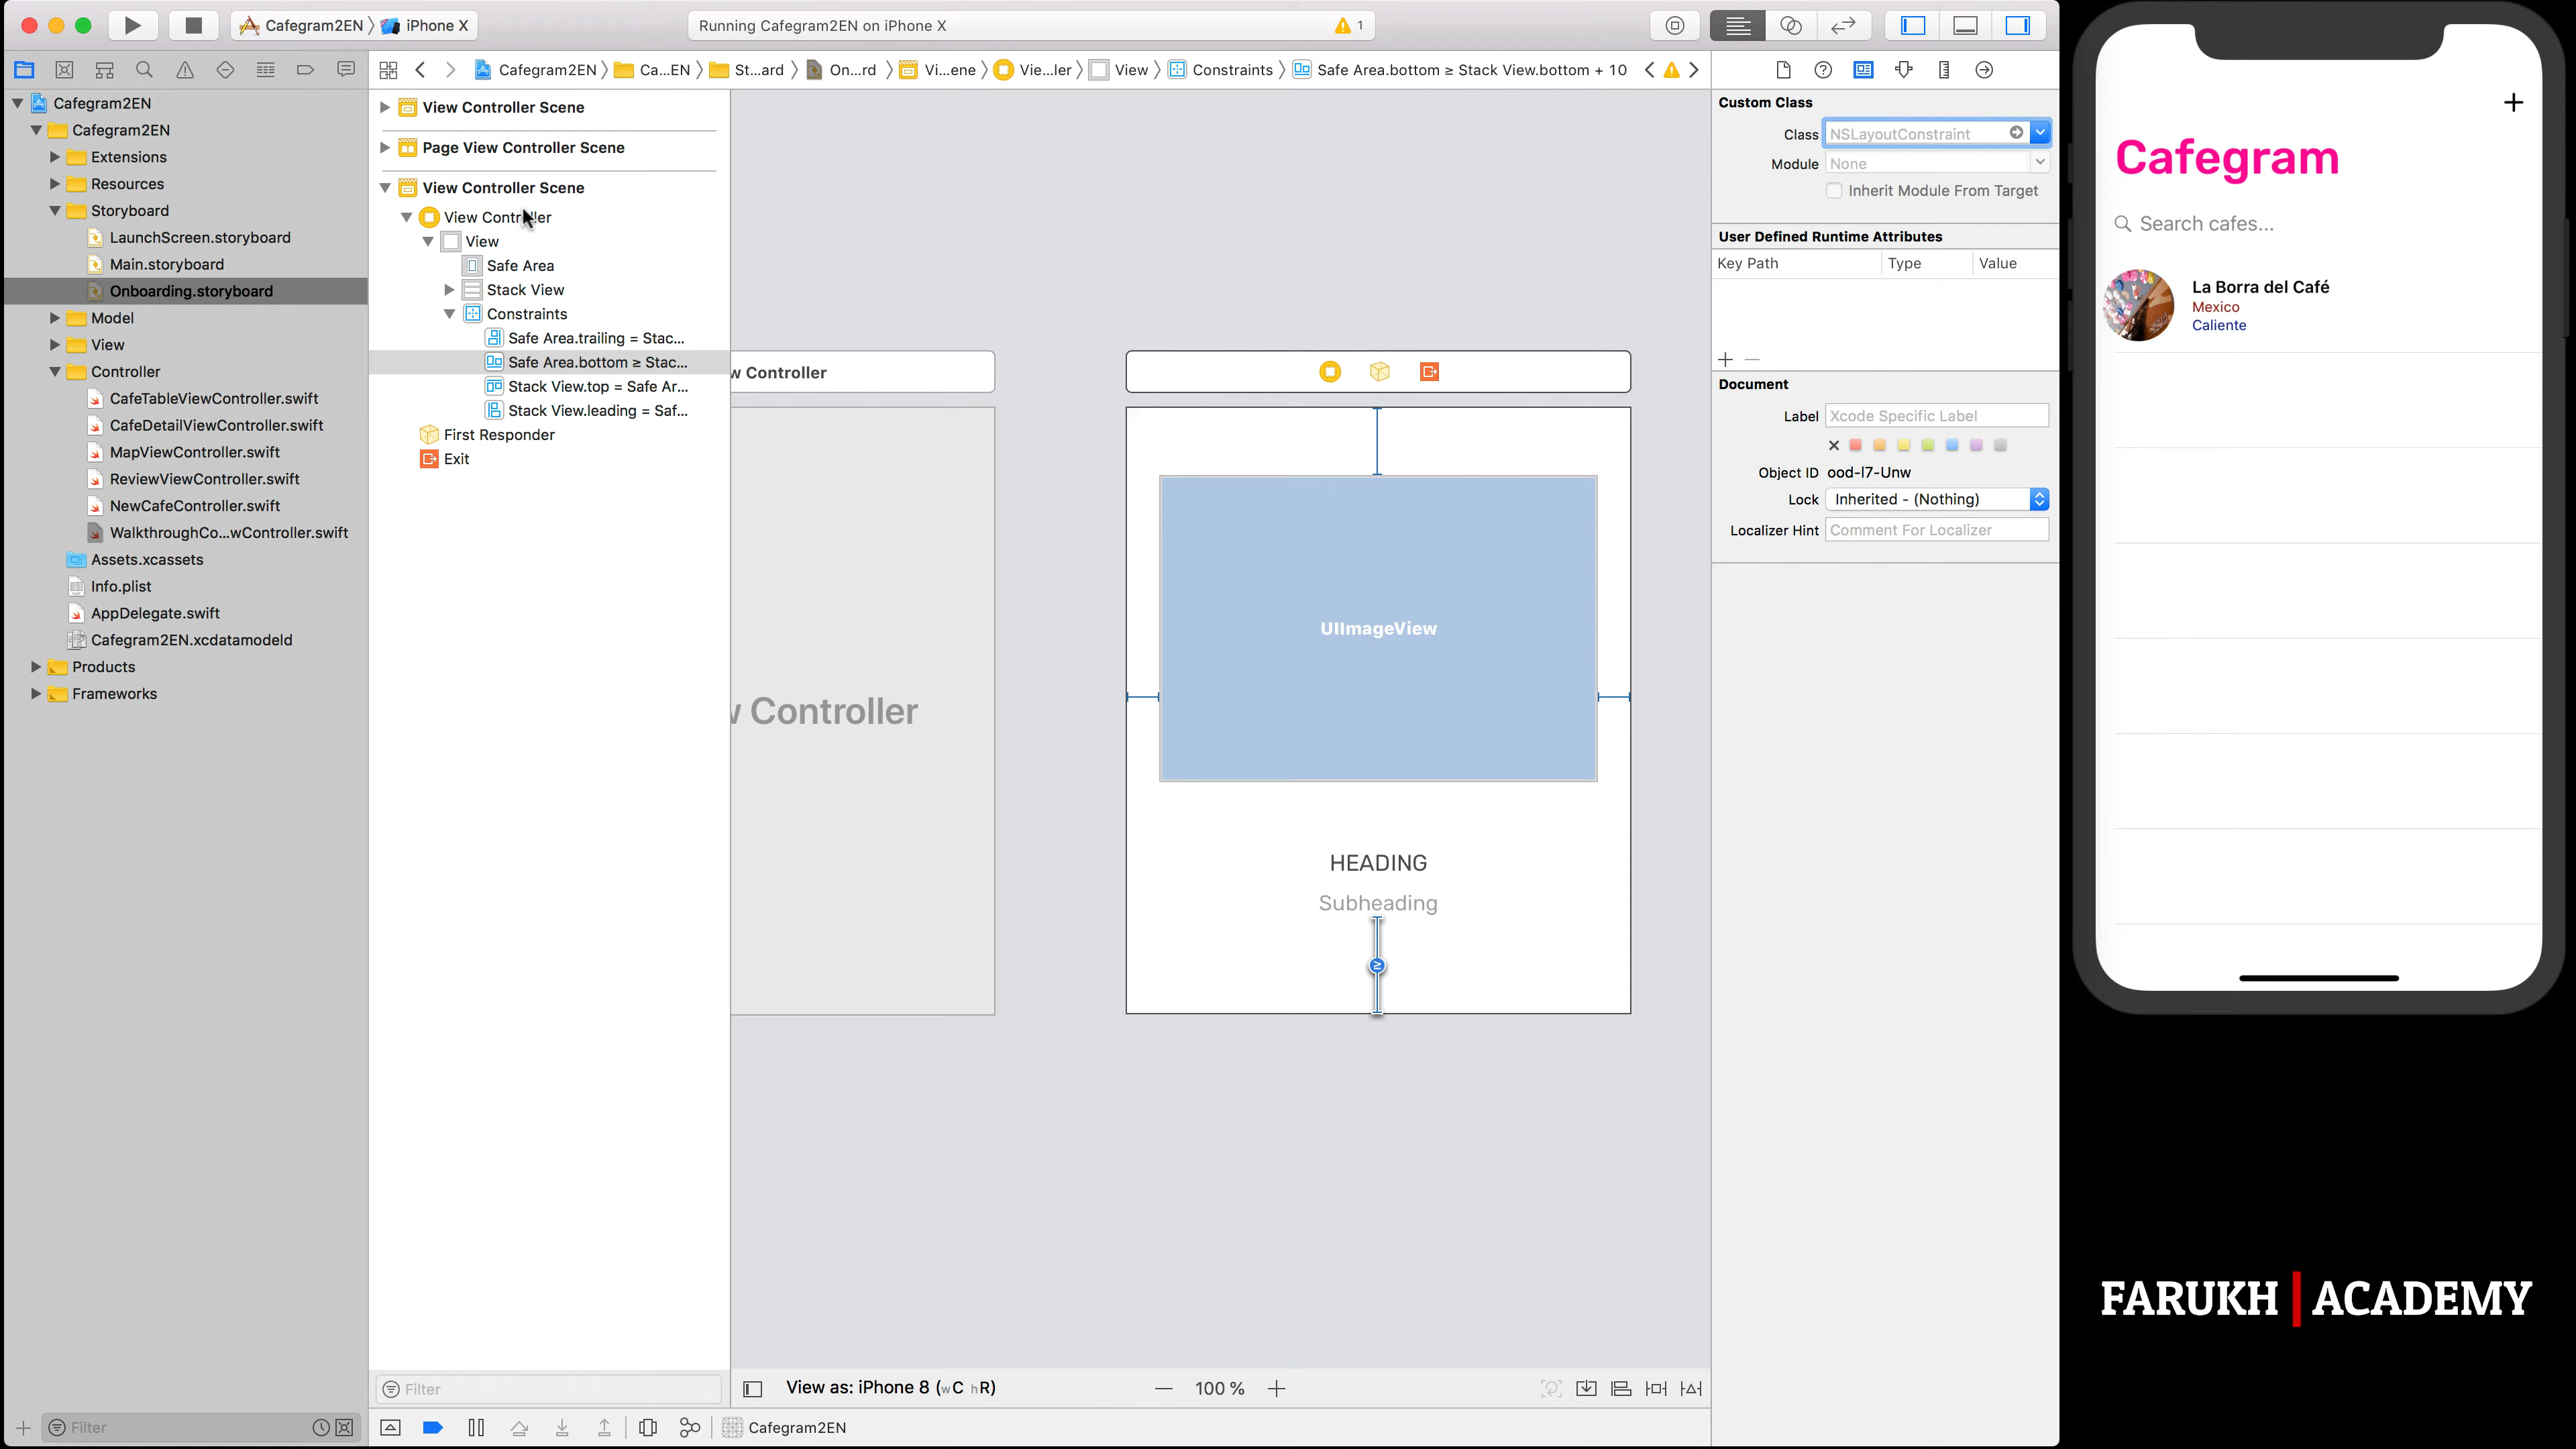 Cafegram2EN
iPhone X
Running Cafegram2EN on iPhone X
1
Cafegram2EN
Ca...EN
St...ard
On...rd
Vi...ene
Vie...ler
View
Constraints
Safe Area.bottom ≥ Stack View.bottom + 10
Cafegram2EN
Cafegram2EN
Extensions
Resources
Storyboard
LaunchScreen.storyboard
Main.storyboard
Onboarding.storyboard
Model
View
Controller
CafeTableViewController.swift
CafeDetailViewController.swift
MapViewController.swift
ReviewViewController.swift
NewCafeController.swift
WalkthroughCo...wController.swift
Assets.xcassets
Info.plist
AppDelegate.swift
Cafegram2EN.xcdatamodeld
Products
Frameworks
Filter
View Controller Scene
Page View Controller Scene
View Controller Scene
View Controller
View
Safe Area
Stack View
Constraints
Safe Area.trailing = Stac...
Safe Area.bottom ≥ Stac...
Stack View.top = Safe Ar...
Stack View.leading = Saf...
First Responder
Exit
Filter
w Controller
w Controller
UIImageView
HEADING
Subheading
View as: iPhone 8 (wC hR)
100 %
Cafegram2EN
Custom Class
Class NSLayoutConstraint
Module None
Inherit Module From Target
User Defined Runtime Attributes
Key Path Type Value
Document
Label Xcode Specific Label
Object ID ood-I7-Unw
Lock Inherited - (Nothing)
Localizer Hint Comment For Localizer
Cafegram
Search cafes...
La Borra del Café
Mexico
Caliente
FARUKH | ACADEMY